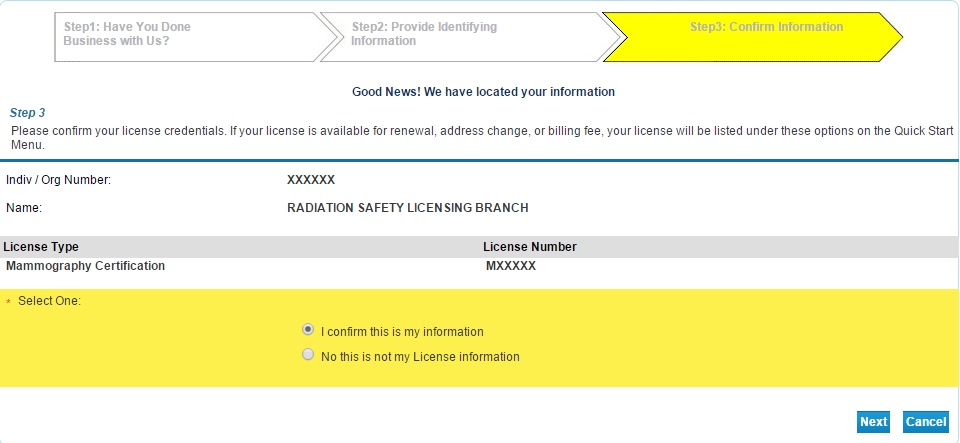 Step1: Have You Done
Business with Us?
Step2: Provide Identifying
Information
Step3: Confirm Information
Good News! We have located your information
Step 3
Please confirm your license credentials. If your license is available for renewal, address change, or billing fee, your license will be listed under these options on the Quick Start
Menu.
Indiv / Org Number: XXXXXX
Name: RADIATION SAFETY LICENSING BRANCH
License Type License Number
Mammography Certification MXXXXX
* Select One:
I confirm this is my information
No this is not my License information
Next Cancel